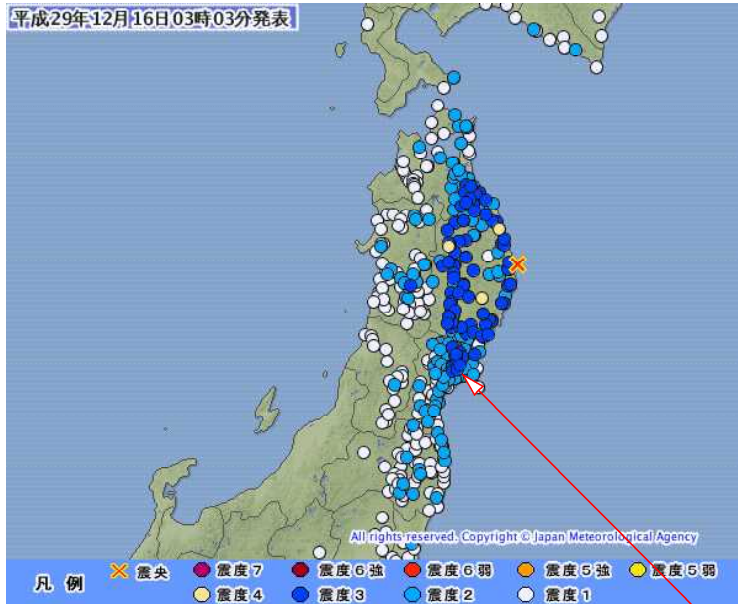 平成29年12月16日03時03分発表
All rights reserved. Copyright © Japan Meteorological Agency
凡例 震央 震度7 震度6強 震度6弱 震度5強 震度5弱
震度4 震度3 震度2 震度1